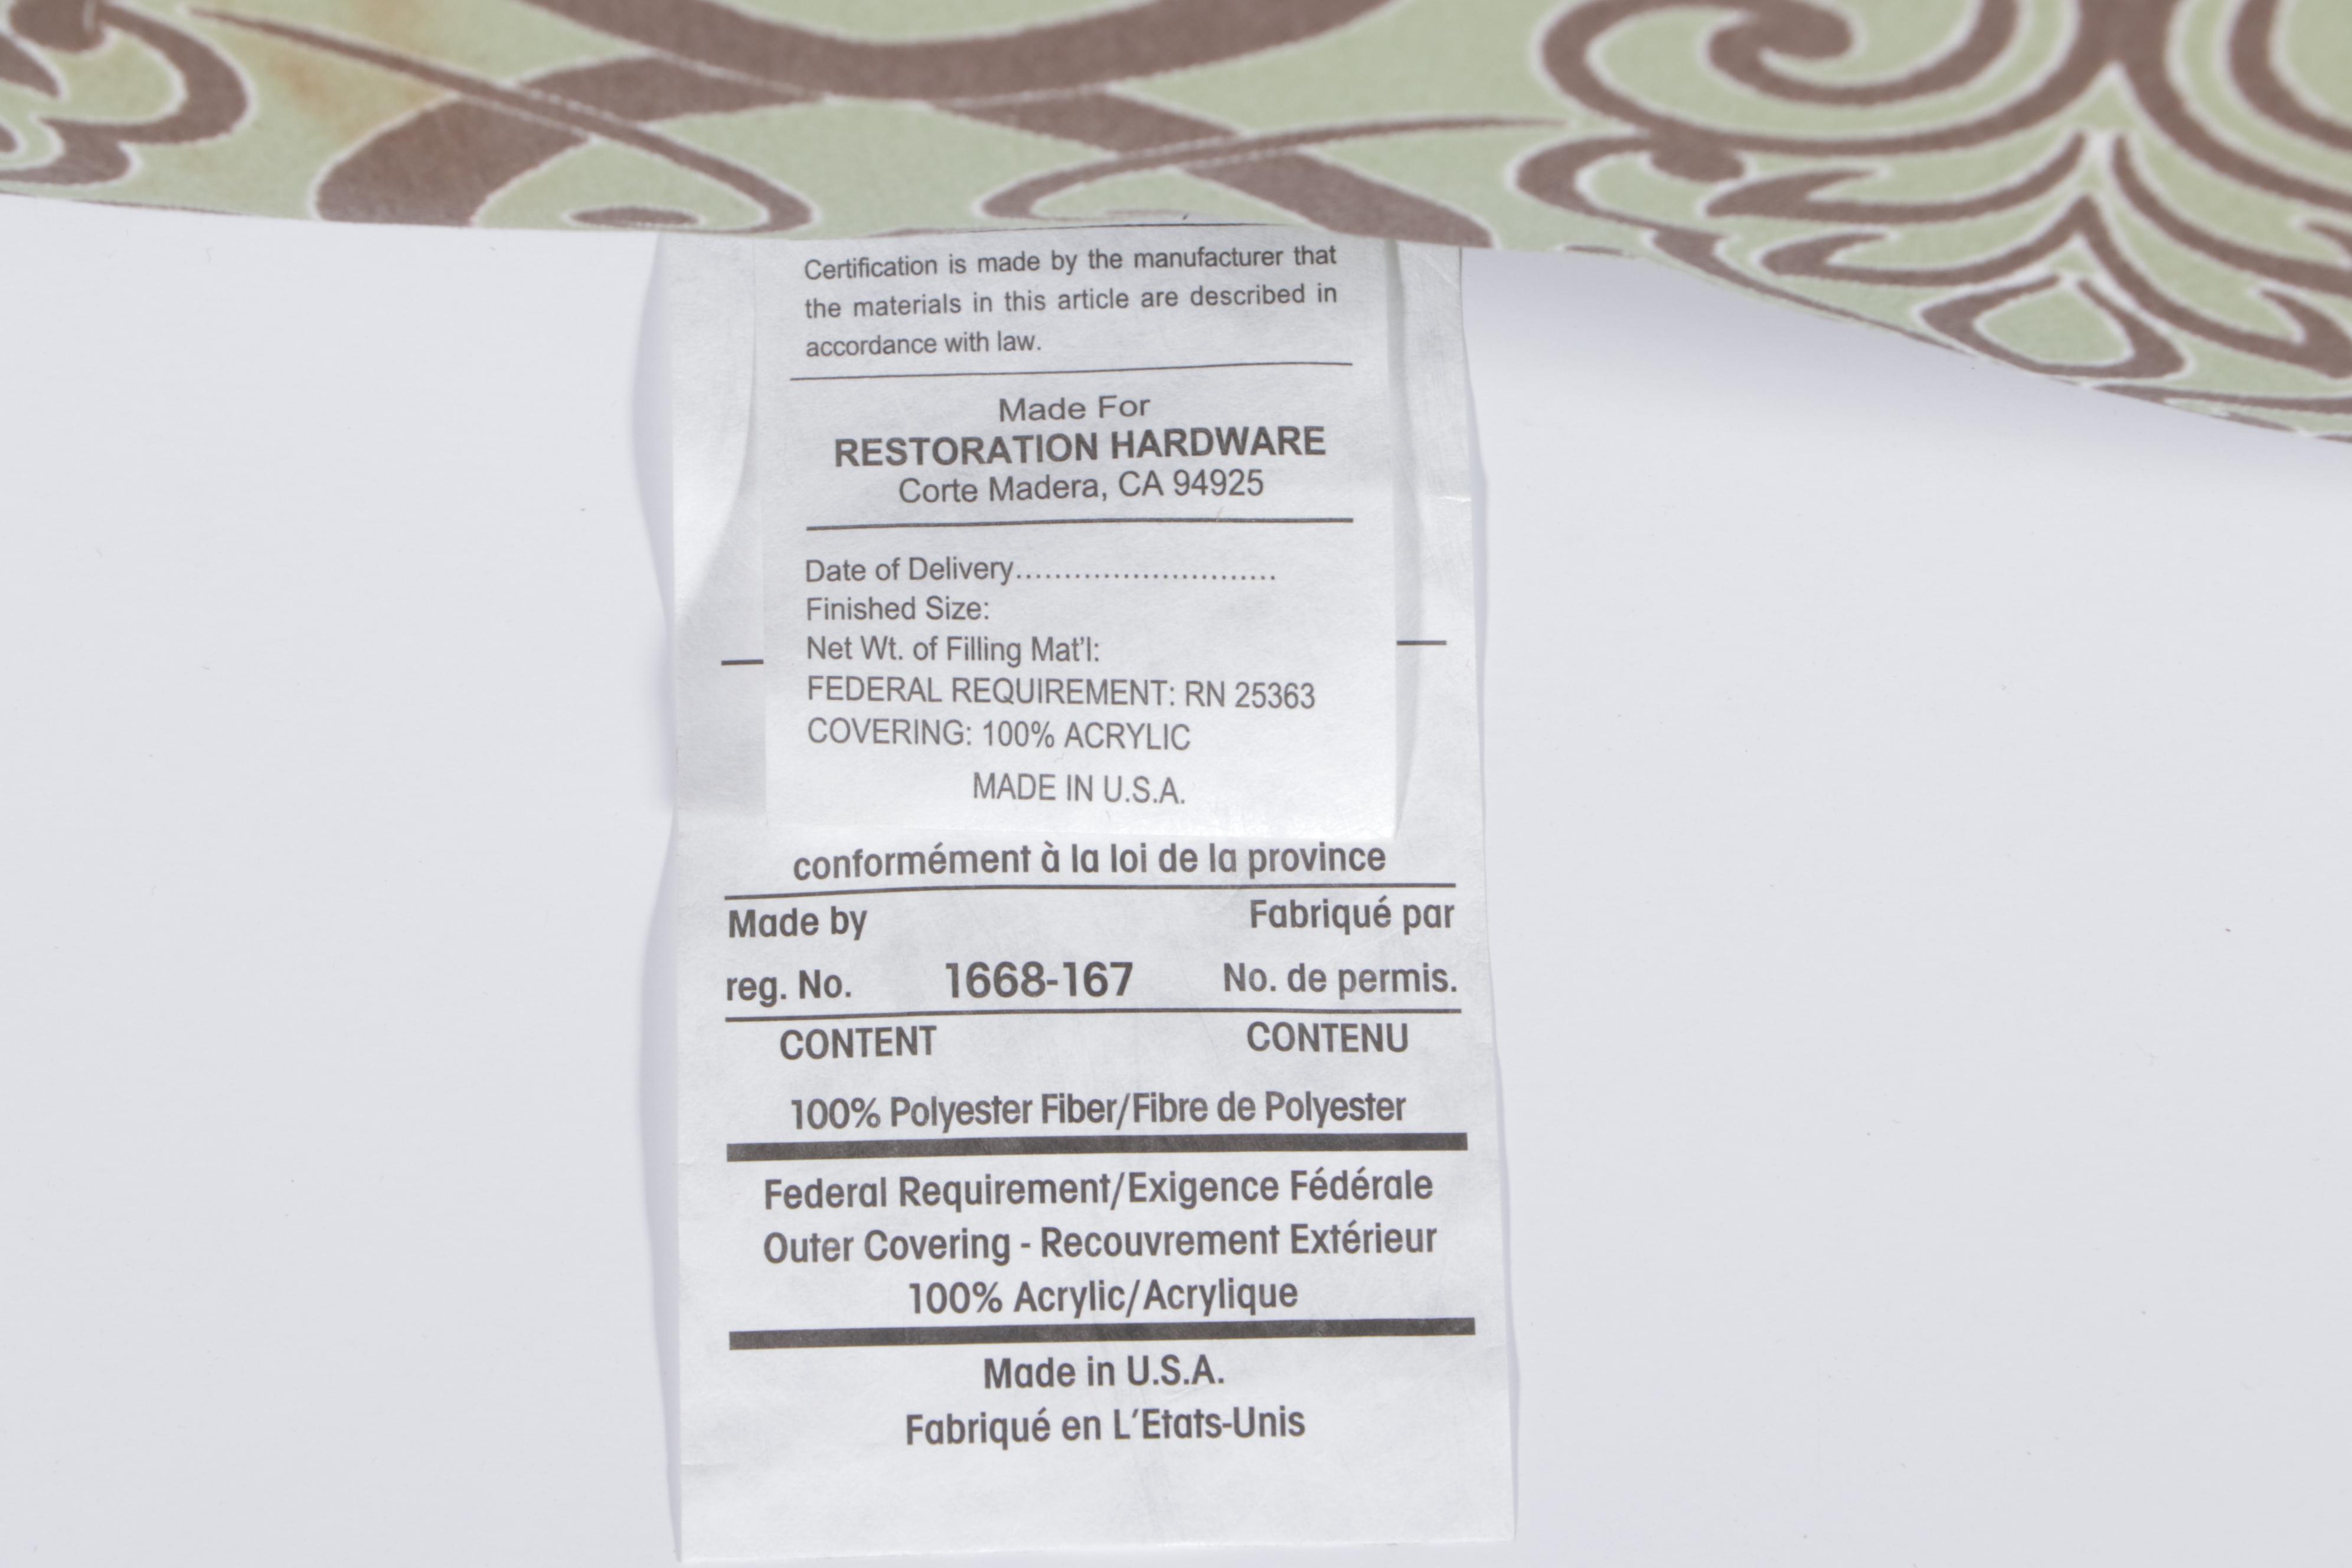 Certification is made by the manufacturer that
the materials in this article are described in
accordance with law.
Made For
RESTORATION HARDWARE
Corte Madera, CA 94925
Date of Delivery...........................
Finished Size:
Net Wt. of Filling Mat'l:
FEDERAL REQUIREMENT: RN 25363
COVERING: 100% ACRYLIC
MADE IN U.S.A.
conformément à la loi de la province
Made by Fabriqué par
reg. No. 1668-167 No. de permis.
CONTENT CONTENU
100% Polyester Fiber/Fibre de Polyester
Federal Requirement/Exigence Fédérale
Outer Covering - Recouvrement Extérieur
100% Acrylic/Acrylique
Made in U.S.A.
Fabriqué en L'Etats-Unis